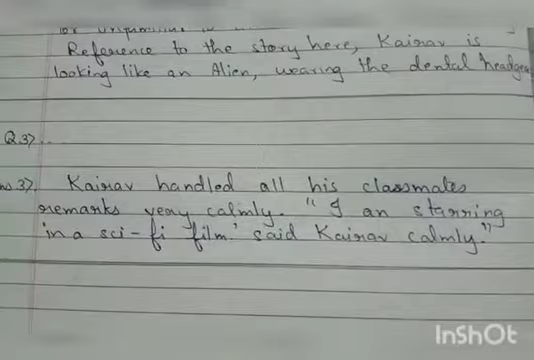 Reference to the story here, Kairav is
looking like an Alien, wearing the dental headgear
Q.3)..
Ans.3). Kairav handled all his classmates
remarks very calmly. "I an starring
in a sci-fi film.' said Kairav calmly."
InShOt